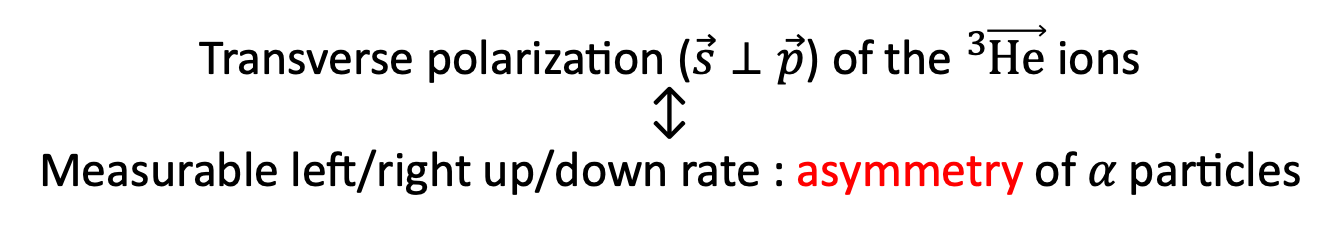 Transverse polarization (s⃗ ⊥ p⃗) of the ³He⃗ ions
↕
Measurable left/right up/down rate : asymmetry of α particles